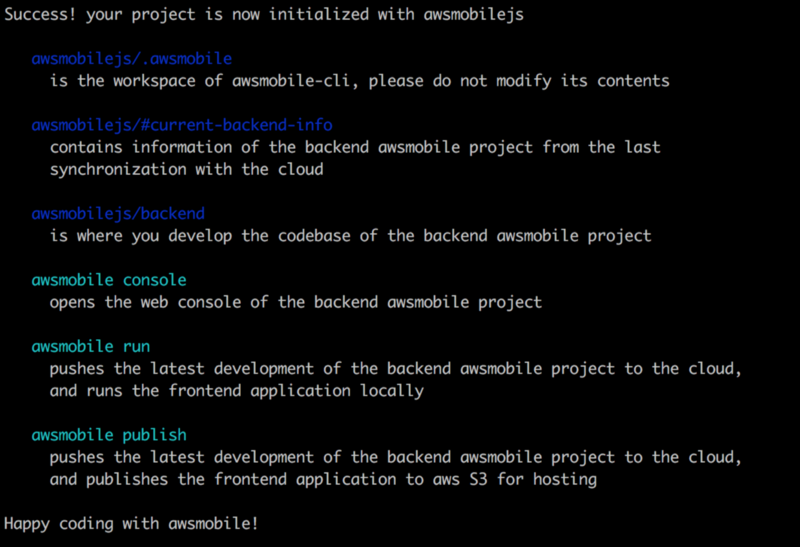 Success! your project is now initialized with awsmobilejs
awsmobilejs/.awsmobile
is the workspace of awsmobile-cli, please do not modify its contents
awsmobilejs/#current-backend-info
contains information of the backend awsmobile project from the last
synchronization with the cloud
awsmobilejs/backend
is where you develop the codebase of the backend awsmobile project
awsmobile console
opens the web console of the backend awsmobile project
awsmobile run
pushes the latest development of the backend awsmobile project to the cloud,
and runs the frontend application locally
awsmobile publish
pushes the latest development of the backend awsmobile project to the cloud,
and publishes the frontend application to aws S3 for hosting
Happy coding with awsmobile!